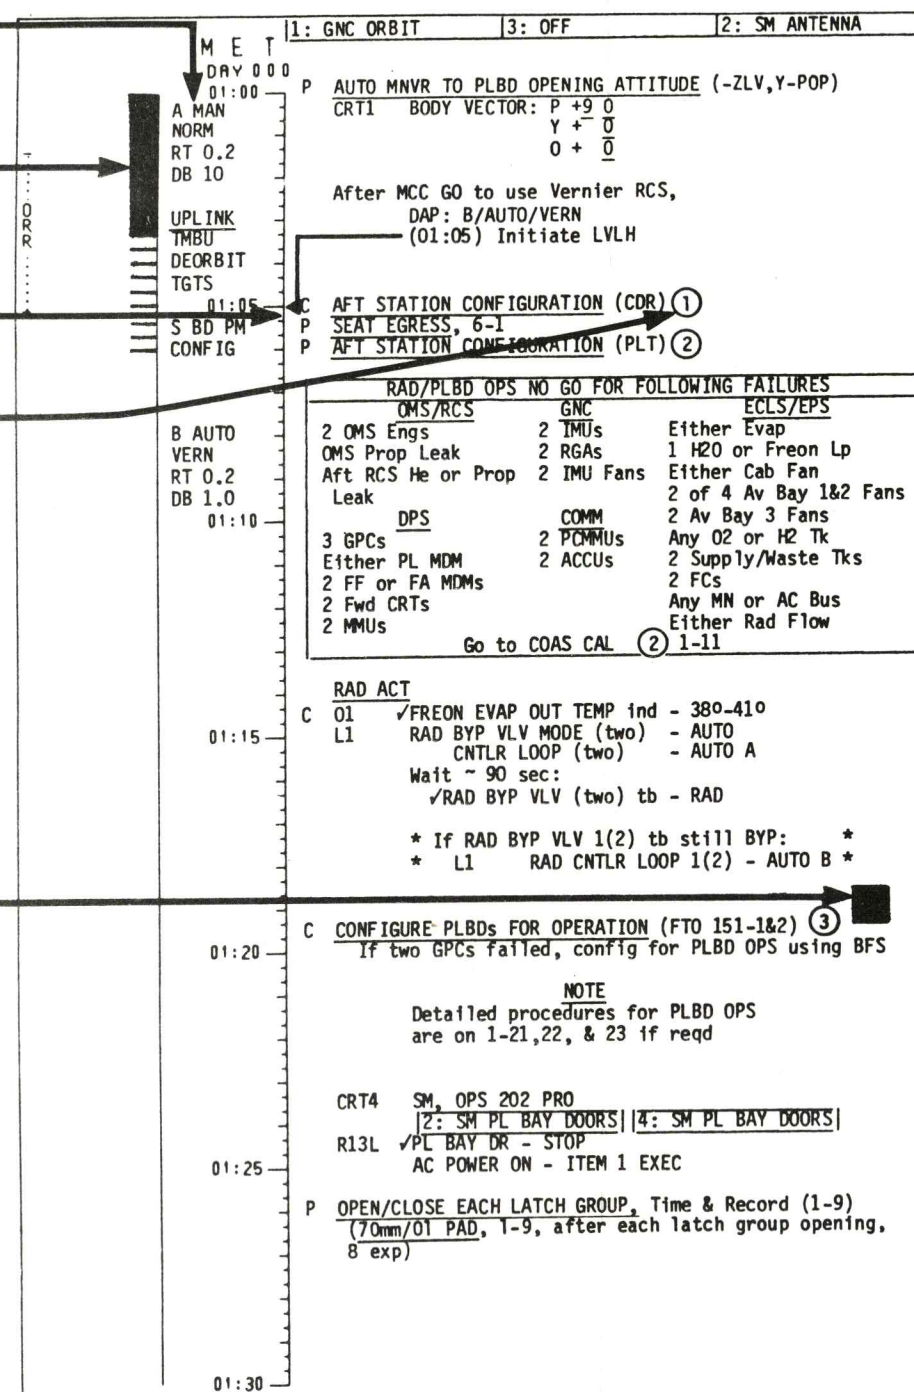 1: GNC ORBIT 3: OFF 2: SM ANTENNA
M E T
DAY 000
01:00
P AUTO MNVR TO PLBD OPENING ATTITUDE (-ZLV,Y-POP)
CRT1 BODY VECTOR: P +9 0
Y + 0
O + 0
A MAN
NORM
RT 0.2
DB 10
After MCC GO to use Vernier RCS,
DAP: B/AUTO/VERN
(01:05) Initiate LVLH
ORR
UPLINK
TMBU
DEORBIT
TGTS
01:05
S BD PM
CONFIG
C AFT STATION CONFIGURATION (CDR) 1
P SEAT EGRESS, 6-1
P AFT STATION CONFIGURATION (PLT) 2
RAD/PLBD OPS NO GO FOR FOLLOWING FAILURES
OMS/RCS GNC ECLS/EPS
2 OMS Engs 2 IMUs Either Evap
OMS Prop Leak 2 RGAs 1 H2O or Freon Lp
Aft RCS He or Prop 2 IMU Fans Either Cab Fan
Leak 2 of 4 Av Bay 1&2 Fans
DPS COMM 2 Av Bay 3 Fans
3 GPCs 2 PCMMUs Any O2 or H2 Tk
Either PL MDM 2 ACCUs 2 Supply/Waste Tks
2 FF or FA MDMs 2 FCs
2 Fwd CRTs Any MN or AC Bus
2 MMUs Either Rad Flow
Go to COAS CAL 2 1-11
B AUTO
VERN
RT 0.2
DB 1.0
01:10
RAD ACT
C O1 ✓FREON EVAP OUT TEMP ind - 38º-41º
01:15
L1 RAD BYP VLV MODE (two) - AUTO
CNTLR LOOP (two) - AUTO A
Wait ~ 90 sec:
✓RAD BYP VLV (two) tb - RAD
* If RAD BYP VLV 1(2) tb still BYP: *
* L1 RAD CNTLR LOOP 1(2) - AUTO B *
C CONFIGURE PLBDs FOR OPERATION (FTO 151-1&2) 3
01:20
If two GPCs failed, config for PLBD OPS using BFS
NOTE
Detailed procedures for PLBD OPS
are on 1-21,22, & 23 if reqd
CRT4 SM, OPS 202 PRO
2: SM PL BAY DOORS 4: SM PL BAY DOORS
R13L ✓PL BAY DR - STOP
01:25
AC POWER ON - ITEM 1 EXEC
P OPEN/CLOSE EACH LATCH GROUP, Time & Record (1-9)
(70mm/01 PAD, 1-9, after each latch group opening,
8 exp)
01:30